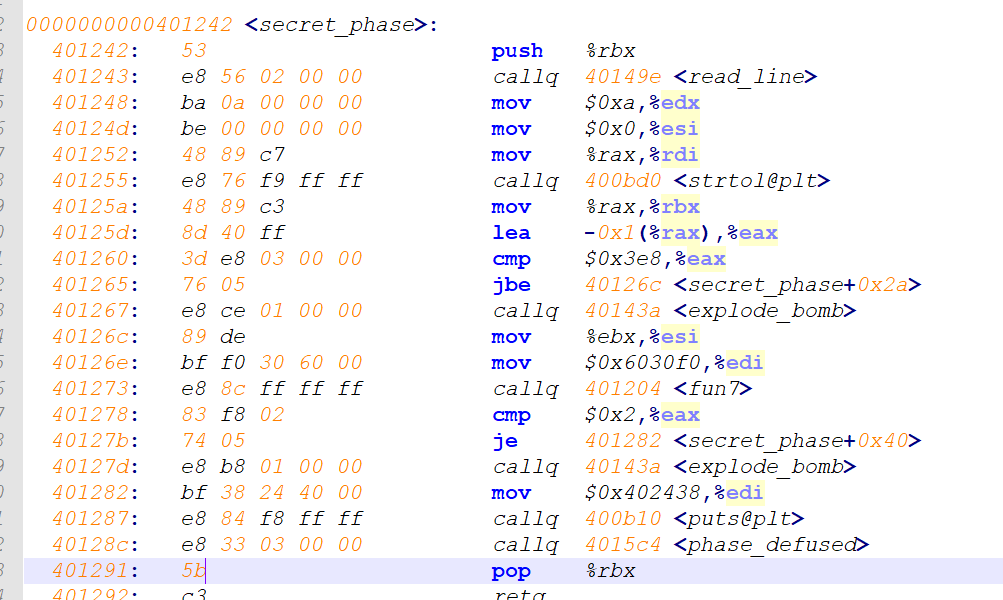 0000000000401242 <secret_phase>:
401242: 53 push %rbx
401243: e8 56 02 00 00 callq 40149e <read_line>
401248: ba 0a 00 00 00 mov $0xa,%edx
40124d: be 00 00 00 00 mov $0x0,%esi
401252: 48 89 c7 mov %rax,%rdi
401255: e8 76 f9 ff ff callq 400bd0 <strtol@plt>
40125a: 48 89 c3 mov %rax,%rbx
40125d: 8d 40 ff lea -0x1(%rax),%eax
401260: 3d e8 03 00 00 cmp $0x3e8,%eax
401265: 76 05 jbe 40126c <secret_phase+0x2a>
401267: e8 ce 01 00 00 callq 40143a <explode_bomb>
40126c: 89 de mov %ebx,%esi
40126e: bf f0 30 60 00 mov $0x6030f0,%edi
401273: e8 8c ff ff ff callq 401204 <fun7>
401278: 83 f8 02 cmp $0x2,%eax
40127b: 74 05 je 401282 <secret_phase+0x40>
40127d: e8 b8 01 00 00 callq 40143a <explode_bomb>
401282: bf 38 24 40 00 mov $0x402438,%edi
401287: e8 84 f8 ff ff callq 400b10 <puts@plt>
40128c: e8 33 03 00 00 callq 4015c4 <phase_defused>
401291: 5b pop %rbx
401292: c3 retq